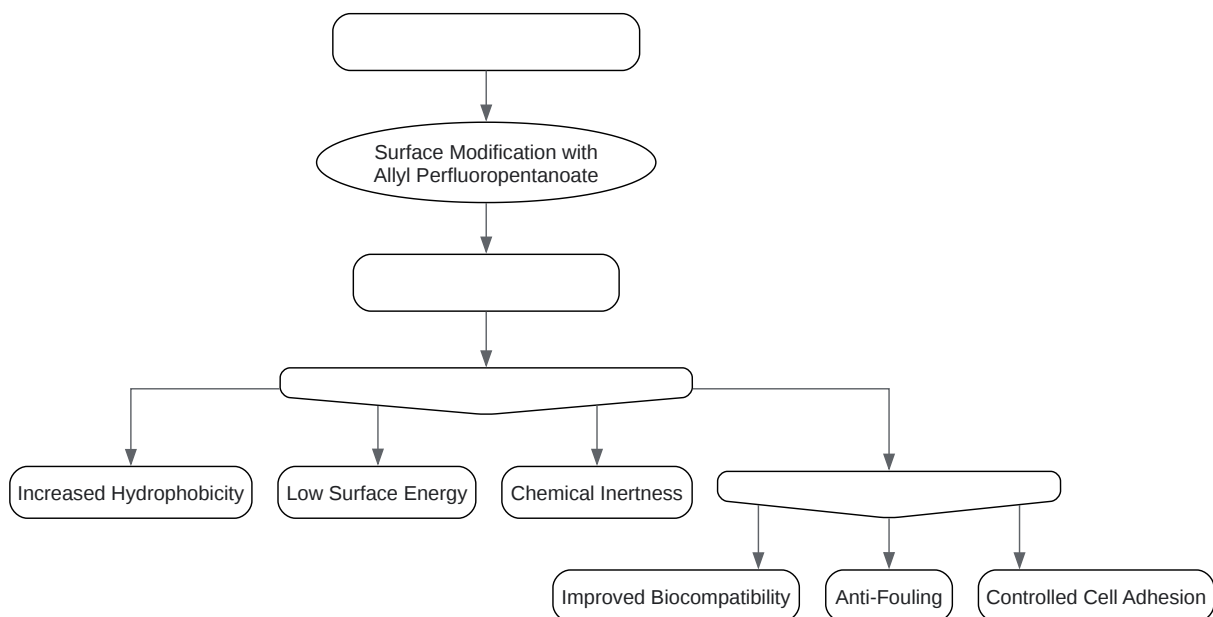 Surface Modification with
Allyl Perfluoropentanoate
Increased Hydrophobicity
Low Surface Energy
Chemical Inertness
Improved Biocompatibility
Anti-Fouling
Controlled Cell Adhesion